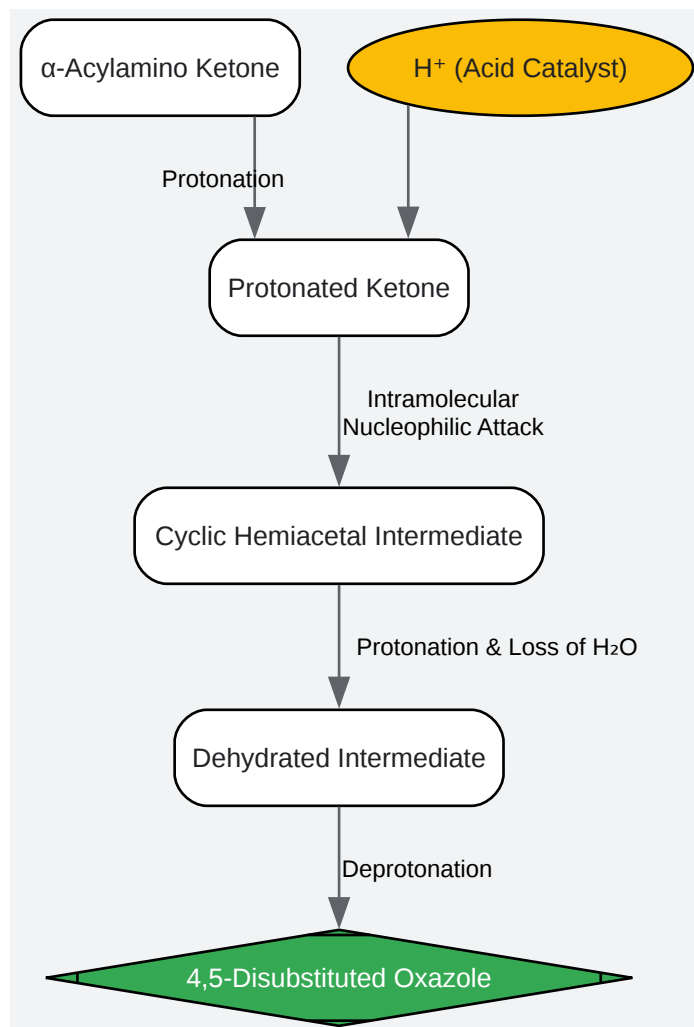 α-Acylamino Ketone
H⁺ (Acid Catalyst)
Protonation
Protonated Ketone
Intramolecular
Nucleophilic Attack
Cyclic Hemiacetal Intermediate
Protonation & Loss of H₂O
Dehydrated Intermediate
Deprotonation
4,5-Disubstituted Oxazole